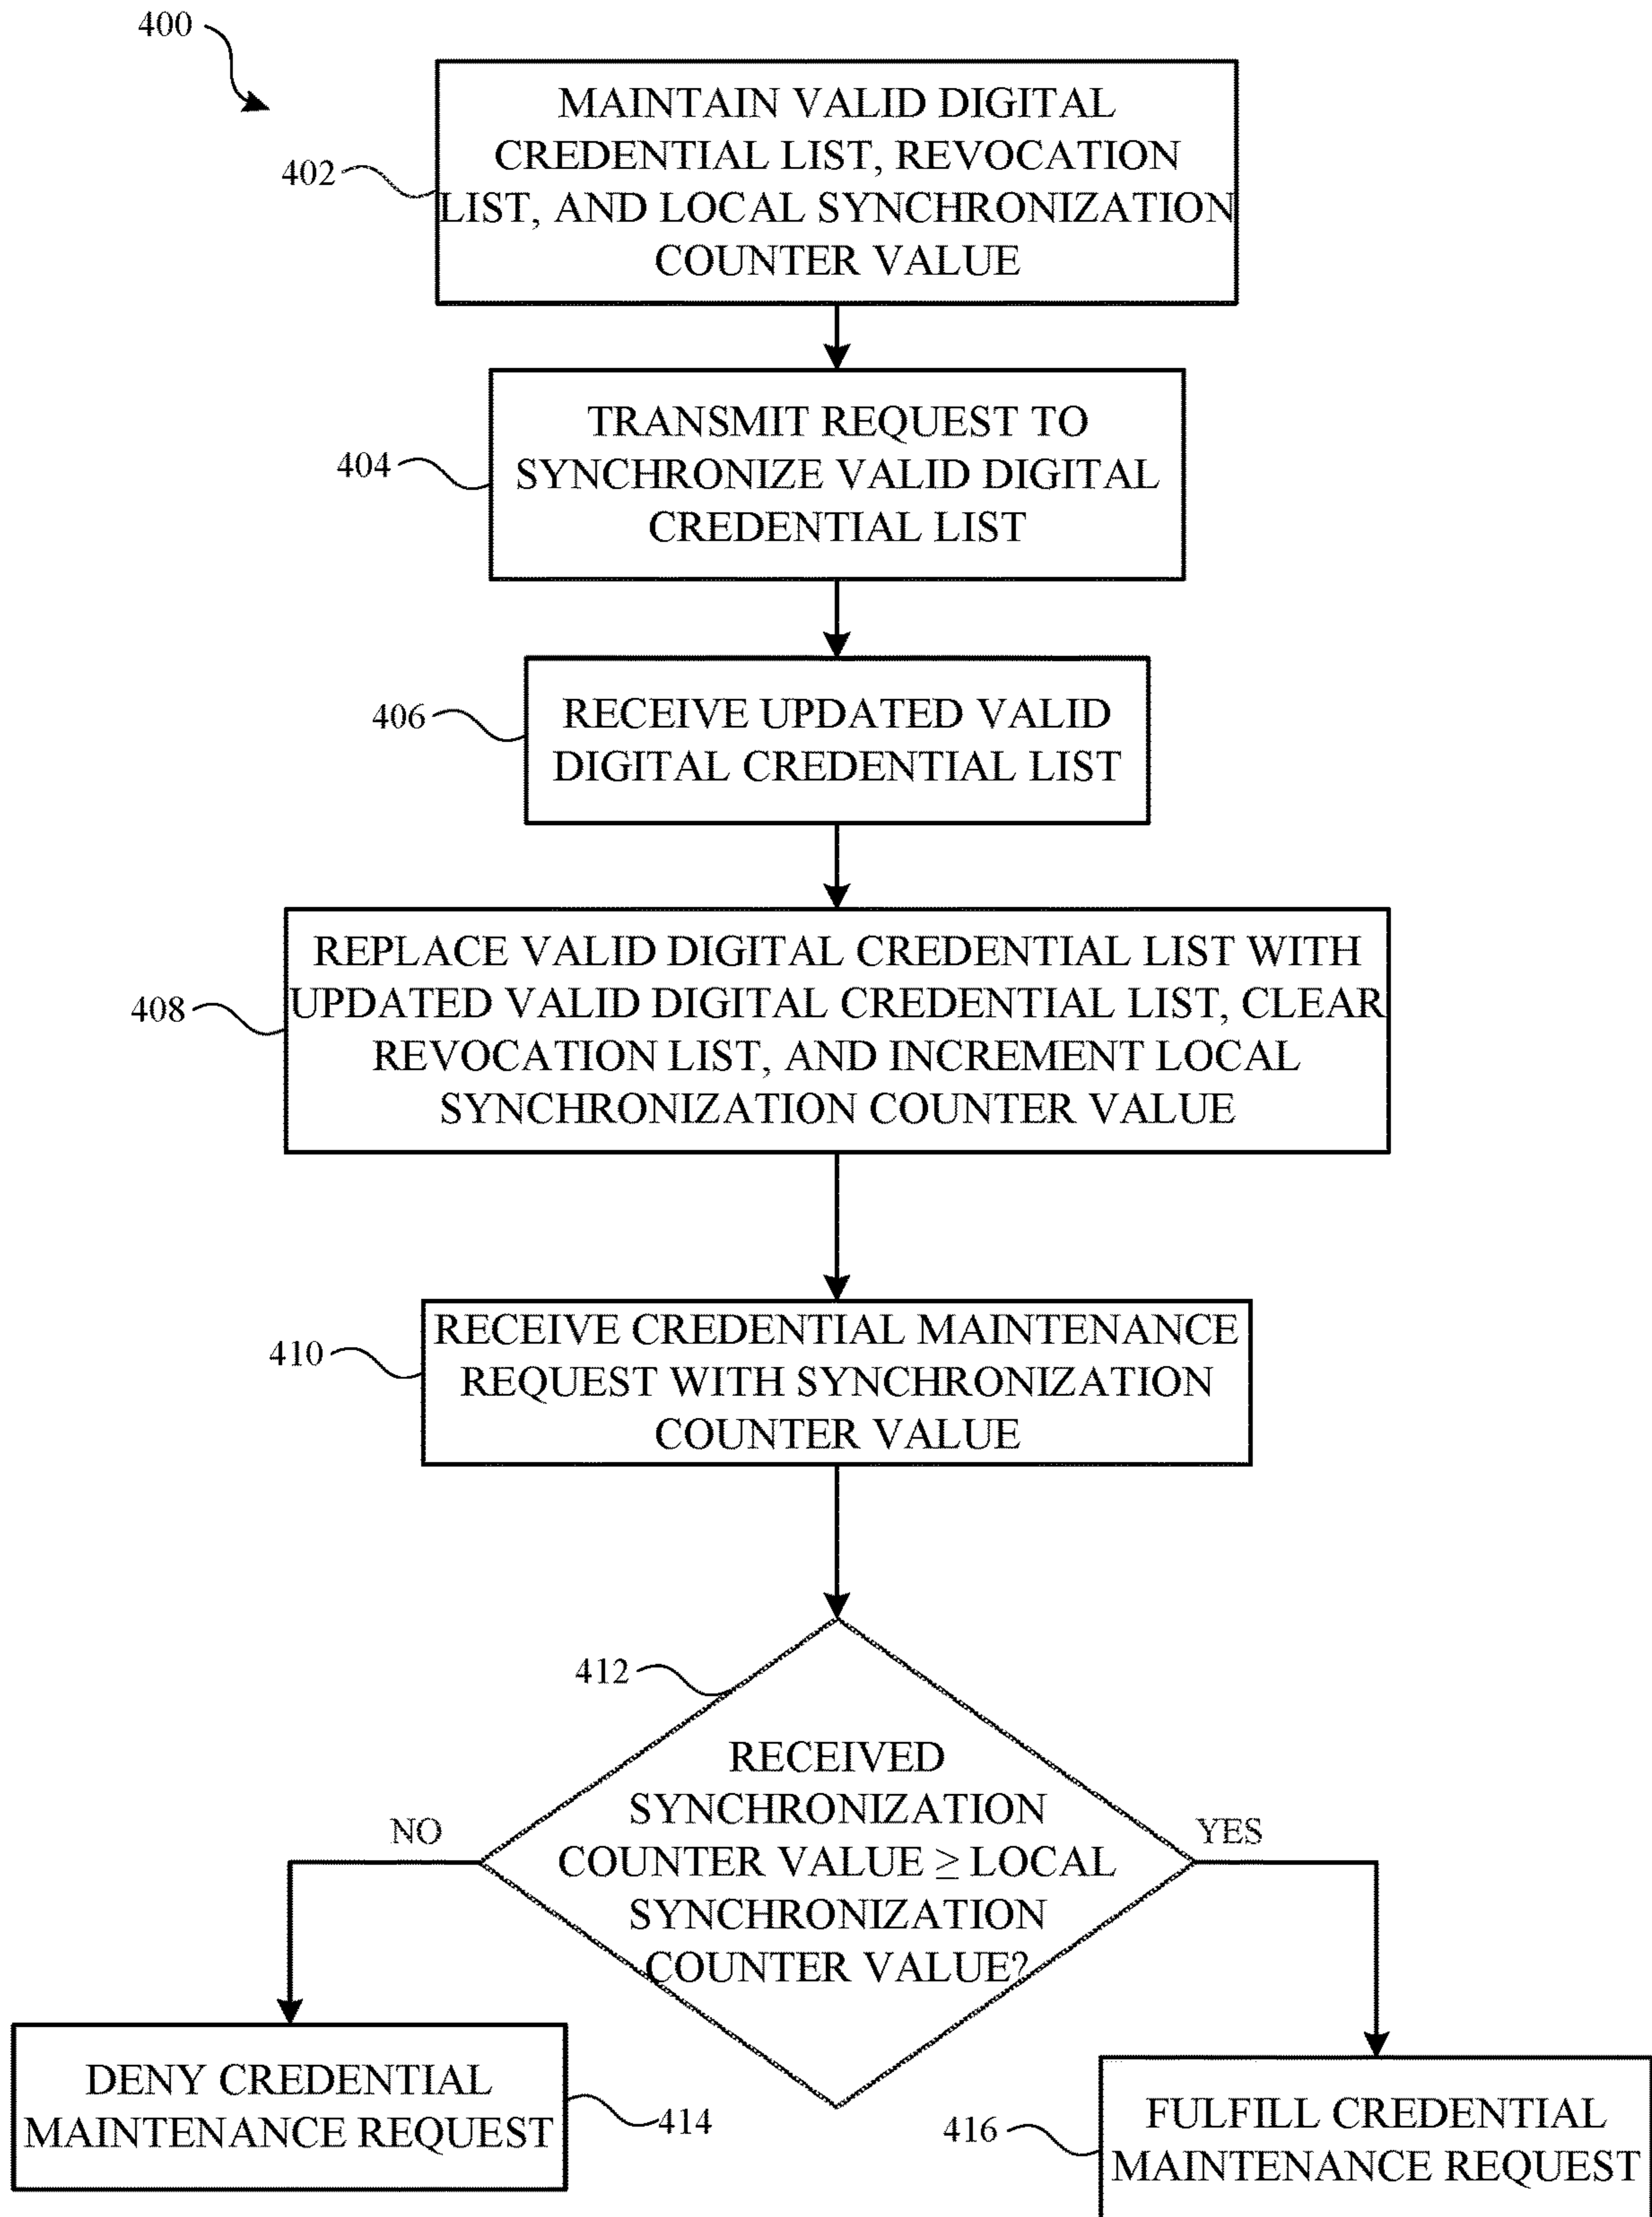 400
MAINTAIN VALID DIGITAL
CREDENTIAL LIST, REVOCATION
LIST, AND LOCAL SYNCHRONIZATION
COUNTER VALUE
402
TRANSMIT REQUEST TO
SYNCHRONIZE VALID DIGITAL
CREDENTIAL LIST
404
RECEIVE UPDATED VALID
DIGITAL CREDENTIAL LIST
406
REPLACE VALID DIGITAL CREDENTIAL LIST WITH
UPDATED VALID DIGITAL CREDENTIAL LIST, CLEAR
REVOCATION LIST, AND INCREMENT LOCAL
SYNCHRONIZATION COUNTER VALUE
408
RECEIVE CREDENTIAL MAINTENANCE
REQUEST WITH SYNCHRONIZATION
COUNTER VALUE
410
412
RECEIVED
SYNCHRONIZATION
COUNTER VALUE ≥ LOCAL
SYNCHRONIZATION
COUNTER VALUE?
NO
YES
DENY CREDENTIAL
MAINTENANCE REQUEST
414
416
FULFILL CREDENTIAL
MAINTENANCE REQUEST